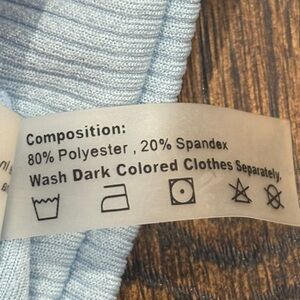 Composition:
80% Polyester , 20% Spandex
Wash Dark Colored Clothes Separately,